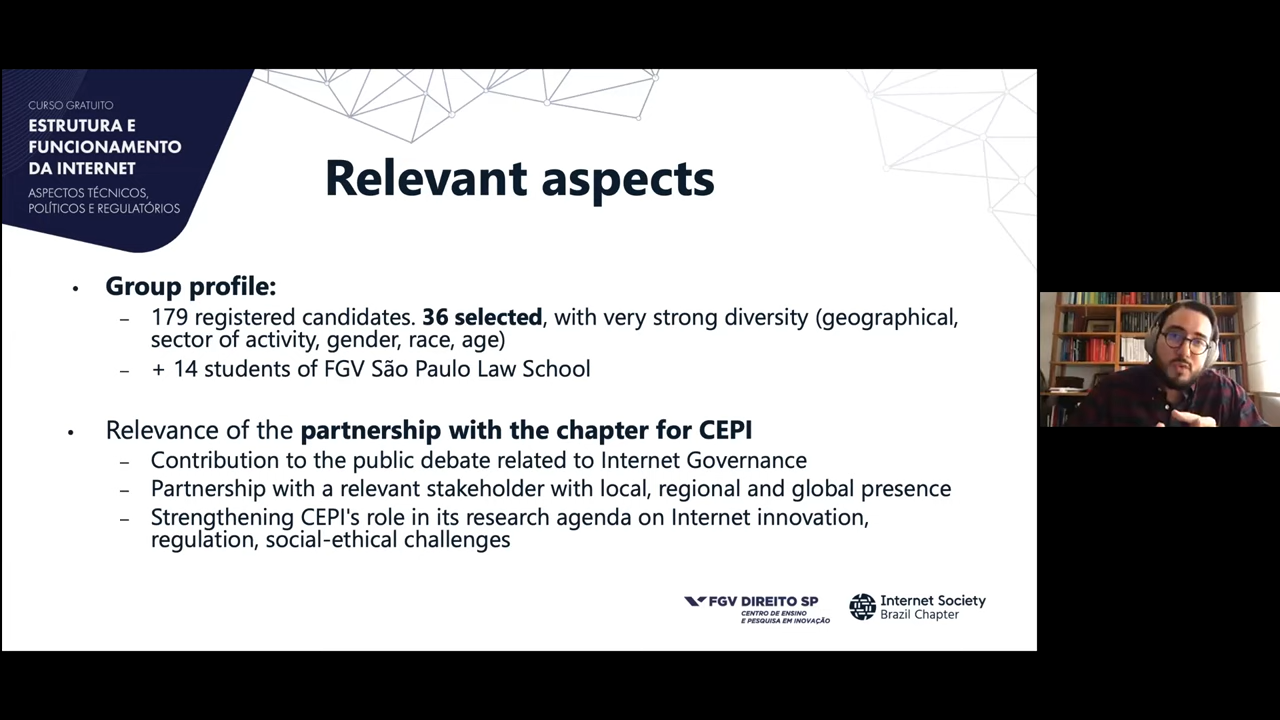 CURSO GRATUITO
ESTRUTURA E
FUNCIONAMENTO
DA INTERNET
ASPECTOS TÉCNICOS,
POLÍTICOS E REGULATÓRIOS
Relevant aspects
• Group profile:
– 179 registered candidates. 36 selected, with very strong diversity (geographical,
sector of activity, gender, race, age)
– + 14 students of FGV São Paulo Law School
• Relevance of the partnership with the chapter for CEPI
– Contribution to the public debate related to Internet Governance
– Partnership with a relevant stakeholder with local, regional and global presence
– Strengthening CEPI's role in its research agenda on Internet innovation,
regulation, social-ethical challenges
FGV DIREITO SP
CENTRO DE ENSINO
E PESQUISA EM INOVAÇÃO
Internet Society
Brazil Chapter